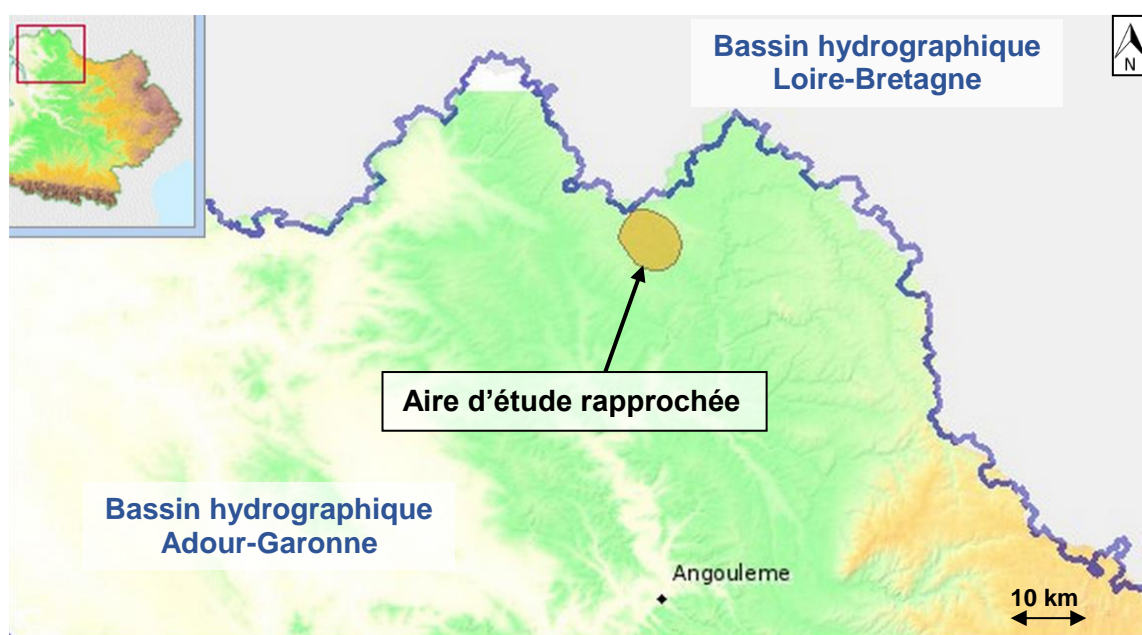 Bassin hydrographique
Loire-Bretagne
N
Aire d’étude rapprochée
Bassin hydrographique
Adour-Garonne
Angouleme
10 km